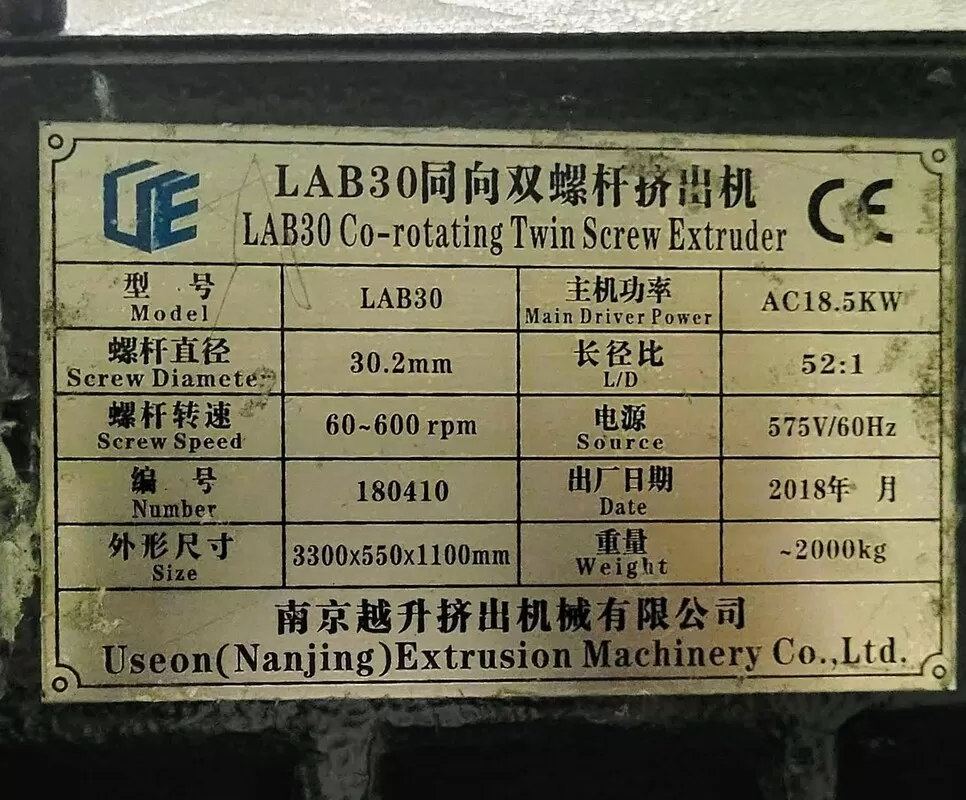 LAB30同向双螺杆挤出机
LAB30 Co-rotating Twin Screw Extruder
CE
型 号
Model
LAB30
主机功率
Main Driver Power
AC18.5KW
螺杆直径
Screw Diameter
30.2mm
长径比
L/D
52:1
螺杆转速
Screw Speed
60~600 rpm
电源
Source
575V/60Hz
编 号
Number
180410
出厂日期
Date
2018年 月
外形尺寸
Size
3300x550x1100mm
重量
Weight
~2000kg
南京越升挤出机械有限公司
Useon(Nanjing)Extrusion Machinery Co.,Ltd.